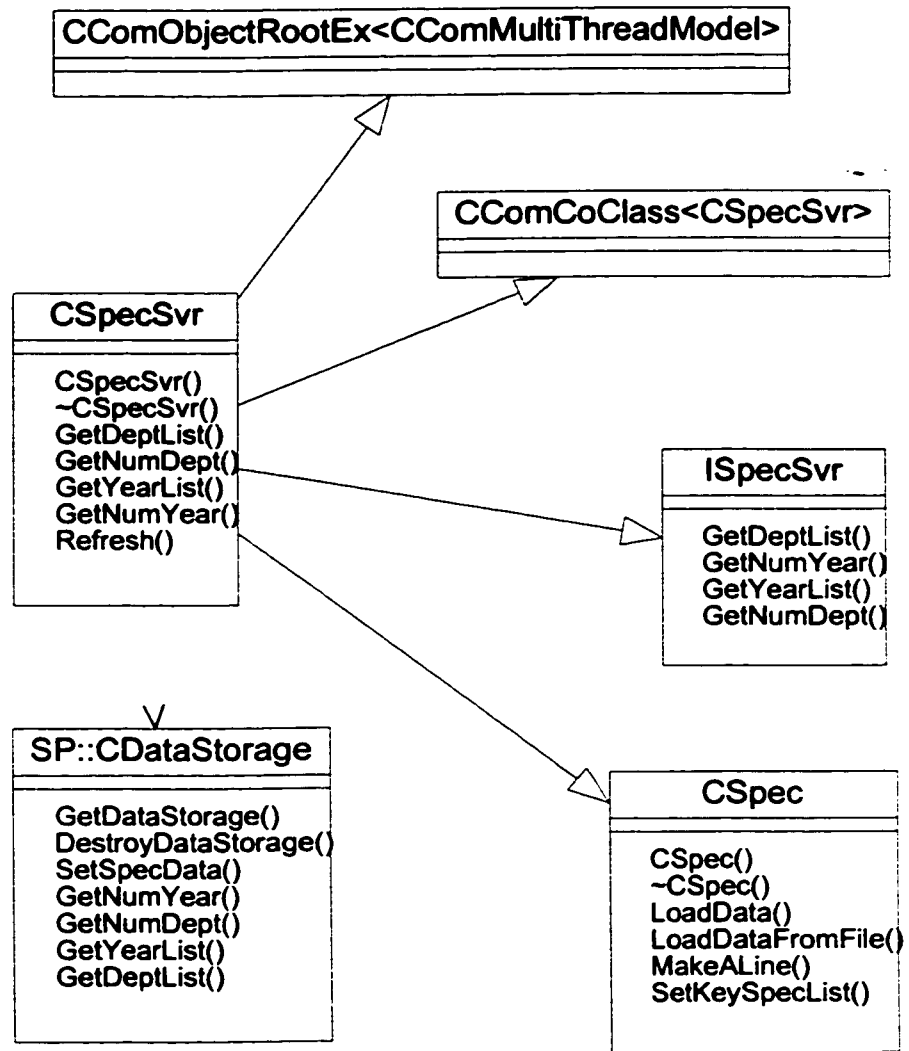 CComObjectRootEx<CComMultiThreadModel>
CComCoClass<CSpecSvr>
CSpecSvr
CSpecSvr()
~CSpecSvr()
GetDeptList()
GetNumDept()
GetYearList()
GetNumYear()
Refresh()
ISpecSvr
GetDeptList()
GetNumYear()
GetYearList()
GetNumDept()
SP::CDataStorage
GetDataStorage()
DestroyDataStorage()
SetSpecData()
GetNumYear()
GetNumDept()
GetYearList()
GetDeptList()
CSpec
CSpec()
~CSpec()
LoadData()
LoadDataFromFile()
MakeALine()
SetKeySpecList()